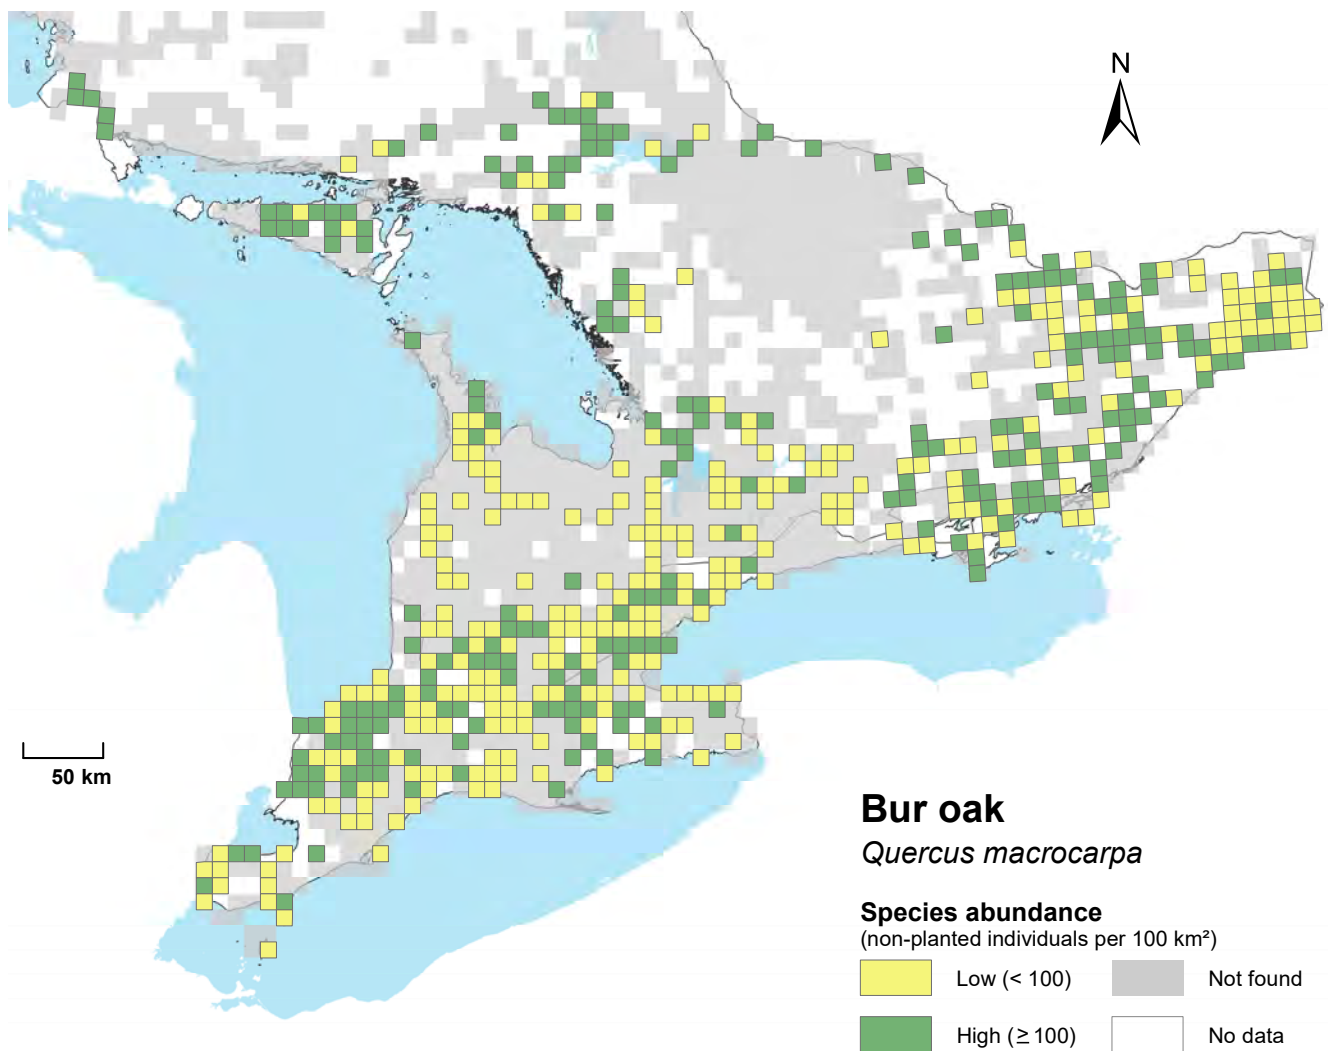 N
50 km
Bur oak
Quercus macrocarpa
Species abundance
(non-planted individuals per 100 km²)
Low (< 100)
Not found
High (≥ 100)
No data